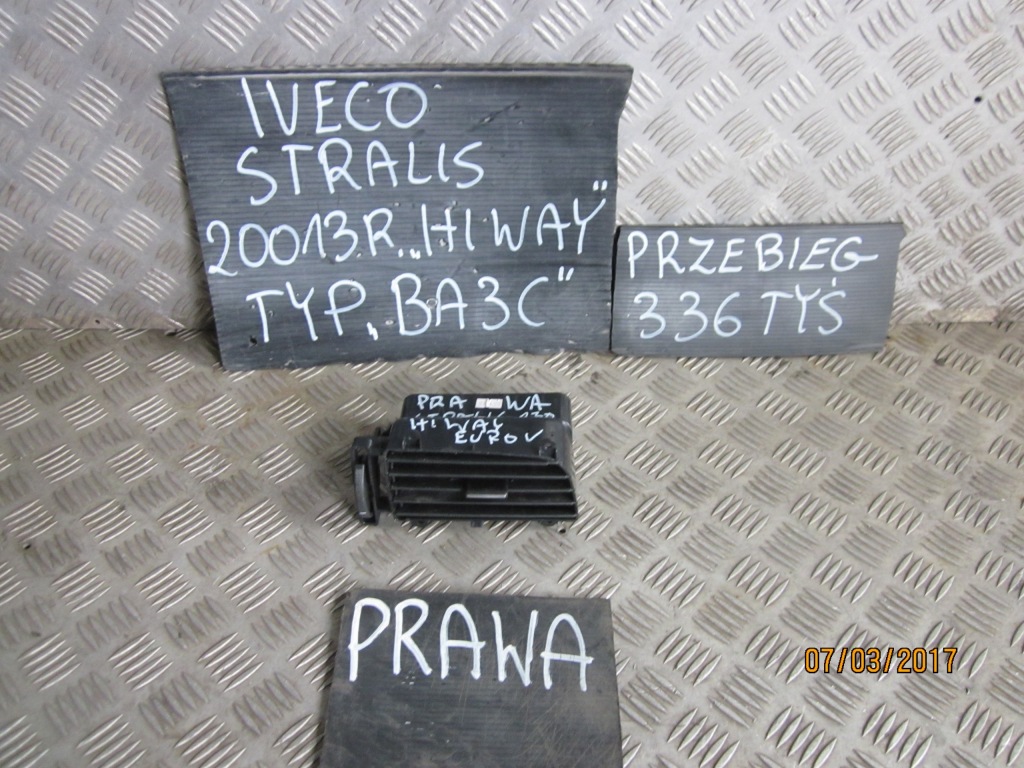 IVECO
STRALIS
20013R. „HI WAY"
TYP. „BA3C"
PRZEBIEG
336 TYŚ
PRA WA
STRALIS
HI WAY
EURO V
PRAWA
07/03/2017